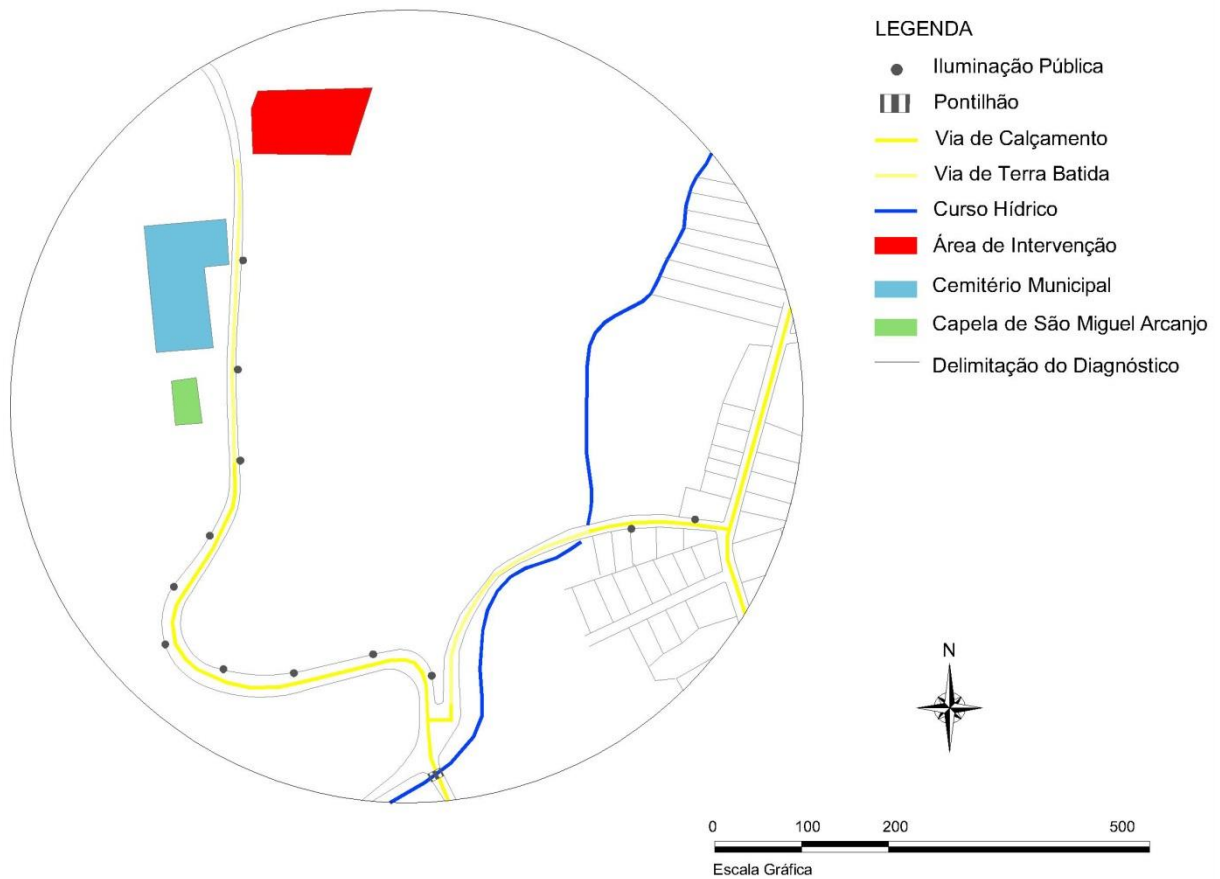 LEGENDA
Iluminação Pública
Pontilhão
Via de Calçamento
Via de Terra Batida
Curso Hídrico
Área de Intervenção
Cemitério Municipal
Capela de São Miguel Arcanjo
Delimitação do Diagnóstico
N
0 100 200 500
Escala Gráfica